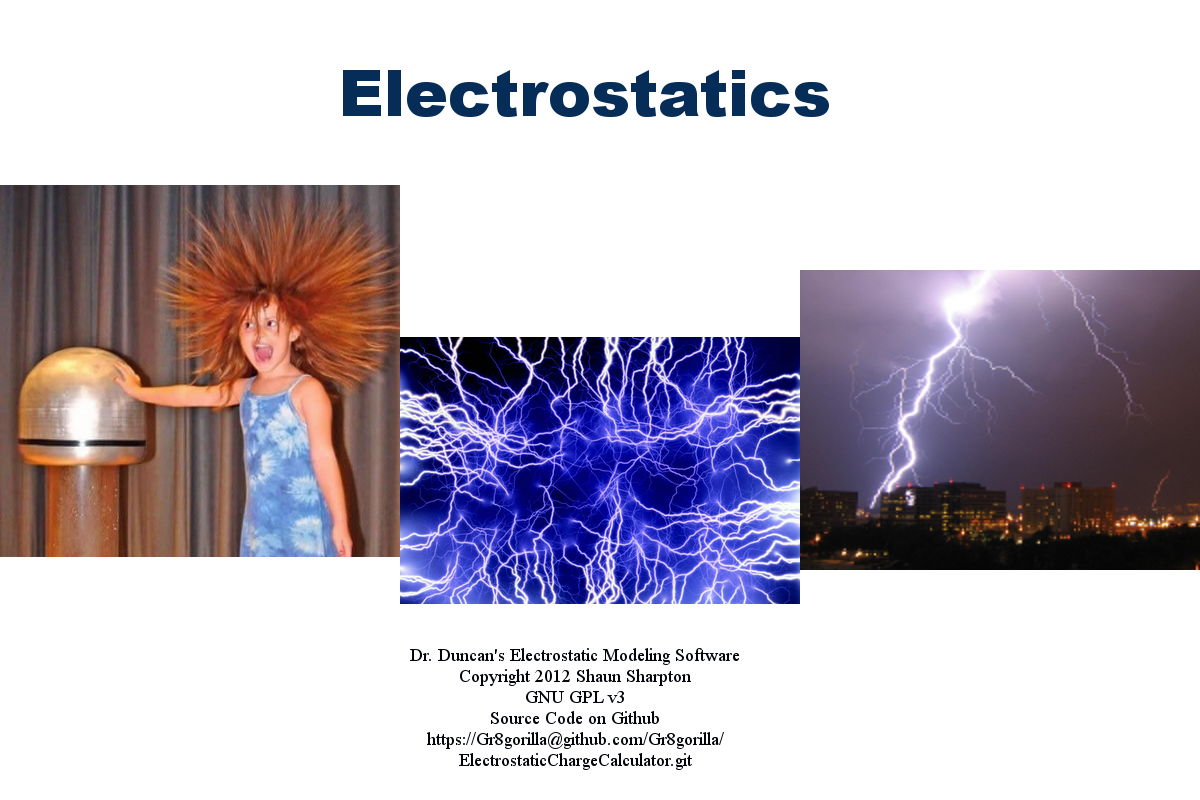 Electrostatics
Dr. Duncan's Electrostatic Modeling Software
Copyright 2012 Shaun Sharpton
GNU GPL v3
Source Code on Github
https://Gr8gorilla@github.com/Gr8gorilla/
ElectrostaticChargeCalculator.git